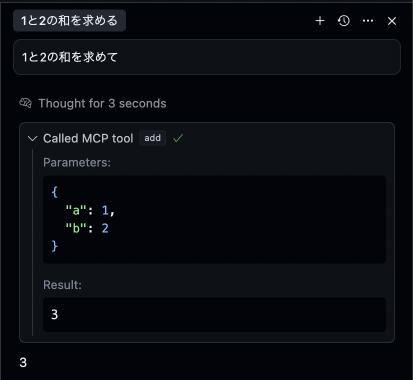 1と2の和を求める
1と2の和を求めて
Thought for 3 seconds
Called MCP tool add
Parameters:
{
"a": 1,
"b": 2
}
Result:
3
3